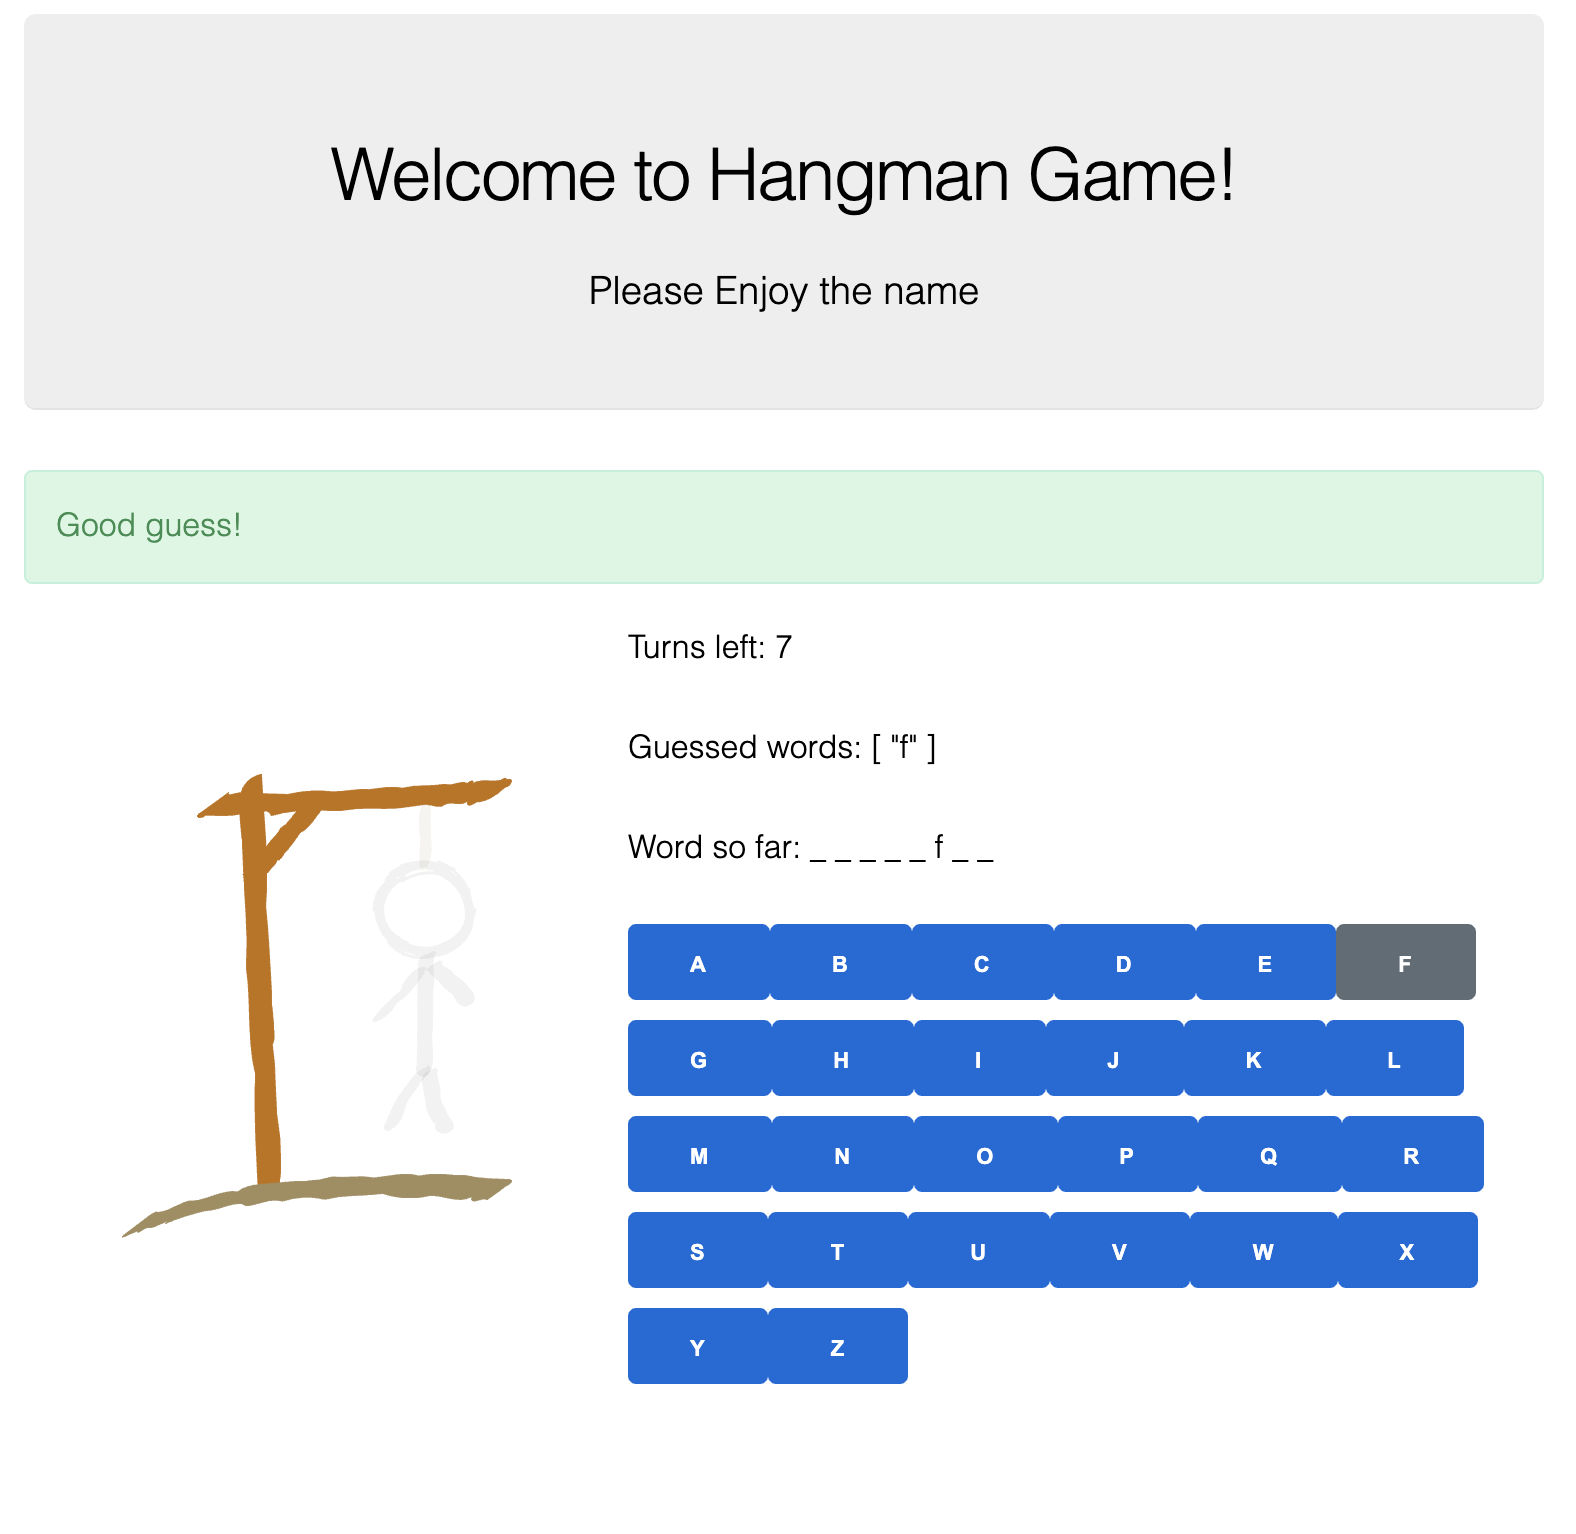 Welcome to Hangman Game!
Please Enjoy the name
Good guess!
Turns left: 7
Guessed words: [ "f" ]
Word so far: _ _ _ _ _ f _ _
A B C D E F
G H I J K L
M N O P Q R
S T U V W X
Y Z